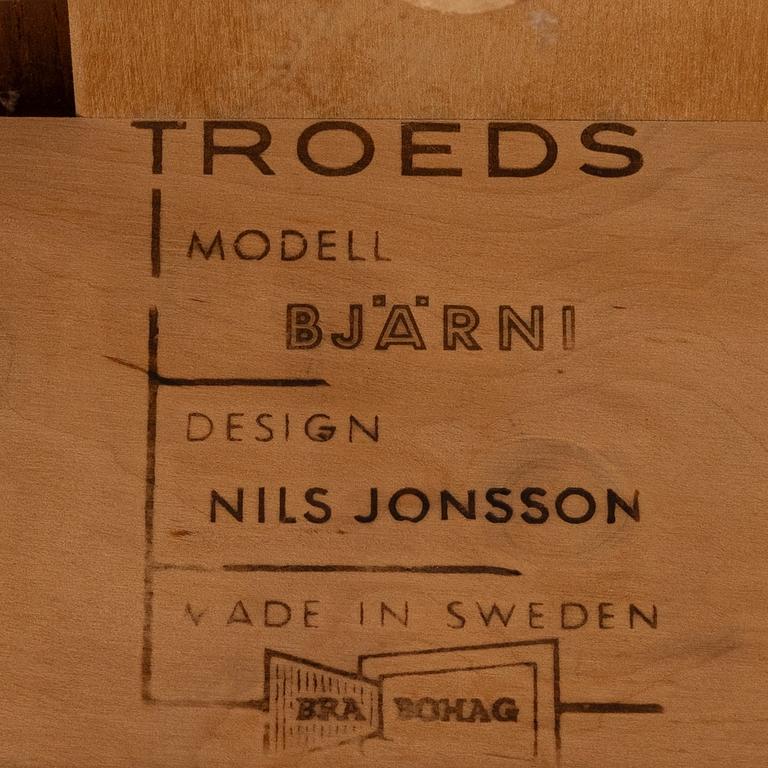 TROEDS
MODELL
BJÄRNI
DESIGN
NILS JONSSON
MADE IN SWEDEN
BRA BOHAG